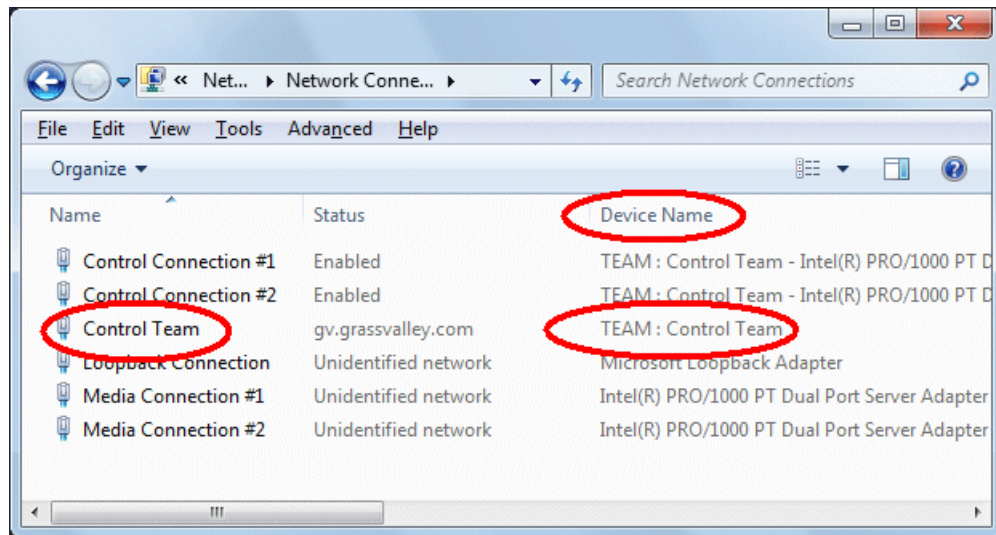 « Net... Network Conne... Search Network Connections
File Edit View Tools Advanced Help
Organize
Name Status Device Name
Control Connection #1 Enabled TEAM : Control Team - Intel(R) PRO/1000 PT D
Control Connection #2 Enabled TEAM : Control Team - Intel(R) PRO/1000 PT D
Control Team gv.grassvalley.com TEAM : Control Team
Loopback Connection Unidentified network Microsoft Loopback Adapter
Media Connection #1 Unidentified network Intel(R) PRO/1000 PT Dual Port Server Adapter
Media Connection #2 Unidentified network Intel(R) PRO/1000 PT Dual Port Server Adapter